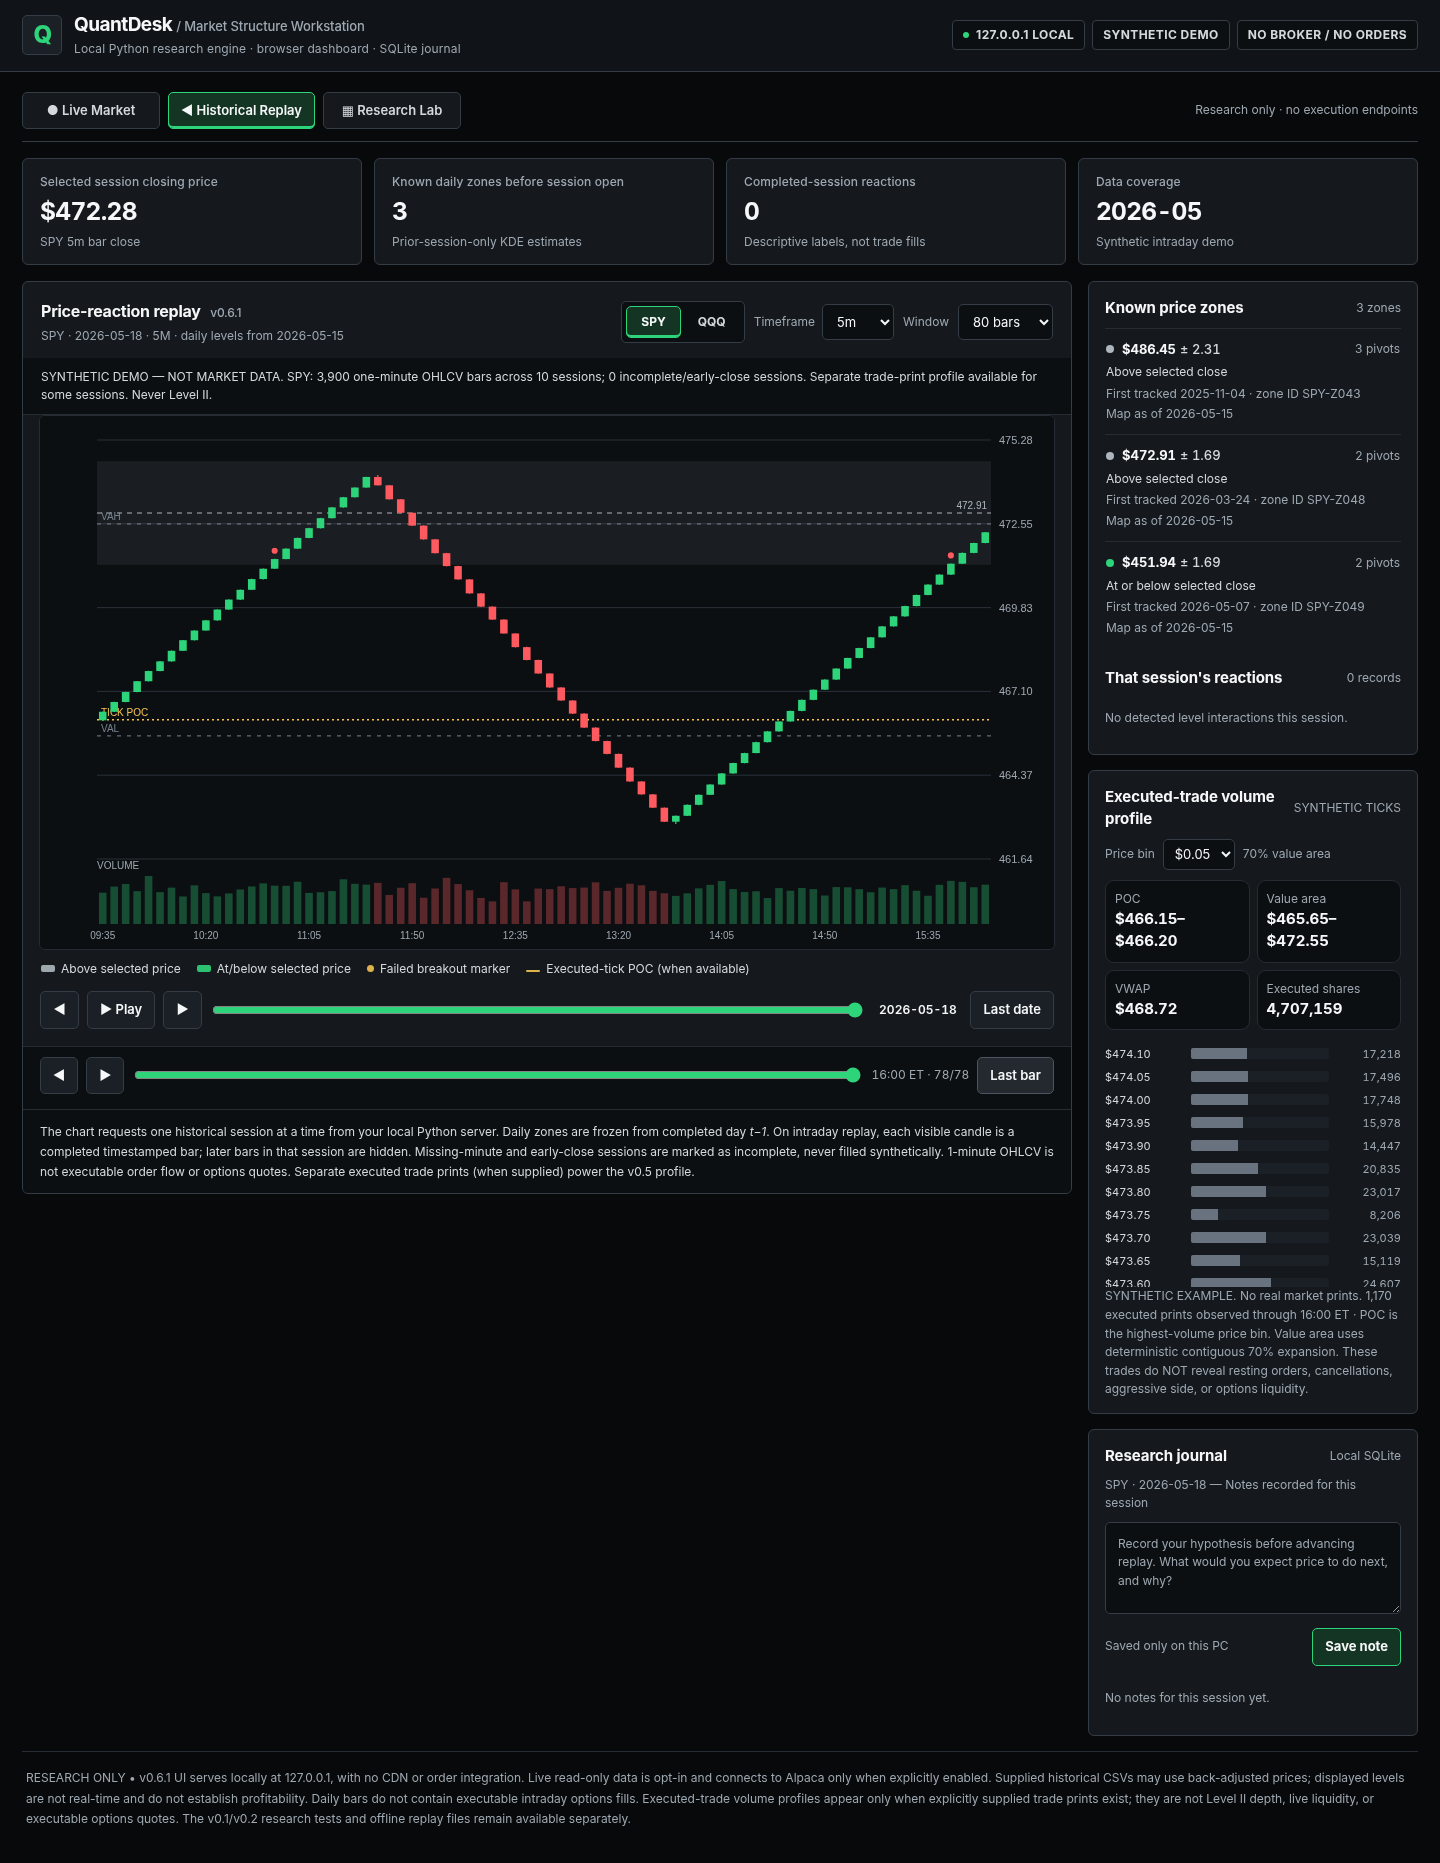 Q
QuantDesk / Market Structure Workstation
Local Python research engine · browser dashboard · SQLite journal
127.0.0.1 LOCAL
SYNTHETIC DEMO
NO BROKER / NO ORDERS
Live Market
Historical Replay
Research Lab
Research only · no execution endpoints
Selected session closing price
$472.28
SPY 5m bar close
Known daily zones before session open
3
Prior-session-only KDE estimates
Completed-session reactions
0
Descriptive labels, not trade fills
Data coverage
2026-05
Synthetic intraday demo
Price-reaction replay v0.6.1
SPY · 2026-05-18 · 5M · daily levels from 2026-05-15
SPY
QQQ
Timeframe
5m
Window
80 bars
SYNTHETIC DEMO — NOT MARKET DATA. SPY: 3,900 one-minute OHLCV bars across 10 sessions; 0 incomplete/early-close sessions. Separate trade-print profile available for
some sessions. Never Level II.
475.28
472.91
VAH
472.55
469.83
467.10
TICK POC
VAL
464.37
461.64
VOLUME
09:35
10:20
11:05
11:50
12:35
13:20
14:05
14:50
15:35
Above selected price
At/below selected price
Failed breakout marker
Executed-tick POC (when available)
Play
2026-05-18
Last date
16:00 ET · 78/78
Last bar
The chart requests one historical session at a time from your local Python server. Daily zones are frozen from completed day t−1. On intraday replay, each visible candle is a
completed timestamped bar; later bars in that session are hidden. Missing-minute and early-close sessions are marked as incomplete, never filled synthetically. 1-minute OHLCV is
not executable order flow or options quotes. Separate executed trade prints (when supplied) power the v0.5 profile.
Known price zones
3 zones
$486.45 ± 2.31
3 pivots
Above selected close
First tracked 2025-11-04 · zone ID SPY-Z043
Map as of 2026-05-15
$472.91 ± 1.69
2 pivots
Above selected close
First tracked 2026-03-24 · zone ID SPY-Z048
Map as of 2026-05-15
$451.94 ± 1.69
2 pivots
At or below selected close
First tracked 2026-05-07 · zone ID SPY-Z049
Map as of 2026-05-15
That session's reactions
0 records
No detected level interactions this session.
Executed-trade volume
profile
SYNTHETIC TICKS
Price bin
$0.05
70% value area
POC
$466.15–
$466.20
Value area
$465.65–
$472.55
VWAP
$468.72
Executed shares
4,707,159
$474.10 17,218
$474.05 17,496
$474.00 17,748
$473.95 15,978
$473.90 14,447
$473.85 20,835
$473.80 23,017
$473.75 8,206
$473.70 23,039
$473.65 15,119
$473.60 24,607
SYNTHETIC EXAMPLE. No real market prints. 1,170
executed prints observed through 16:00 ET · POC is
the highest-volume price bin. Value area uses
deterministic contiguous 70% expansion. These
trades do NOT reveal resting orders, cancellations,
aggressive side, or options liquidity.
Research journal
Local SQLite
SPY · 2026-05-18 — Notes recorded for this
session
Record your hypothesis before advancing
replay. What would you expect price to do next,
and why?
Saved only on this PC
Save note
No notes for this session yet.
RESEARCH ONLY • v0.6.1 UI serves locally at 127.0.0.1, with no CDN or order integration. Live read-only data is opt-in and connects to Alpaca only when explicitly enabled. Supplied historical CSVs may use back-adjusted prices; displayed levels
are not real-time and do not establish profitability. Daily bars do not contain executable intraday options fills. Executed-trade volume profiles appear only when explicitly supplied trade prints exist; they are not Level II depth, live liquidity, or
executable options quotes. The v0.1/v0.2 research tests and offline replay files remain available separately.